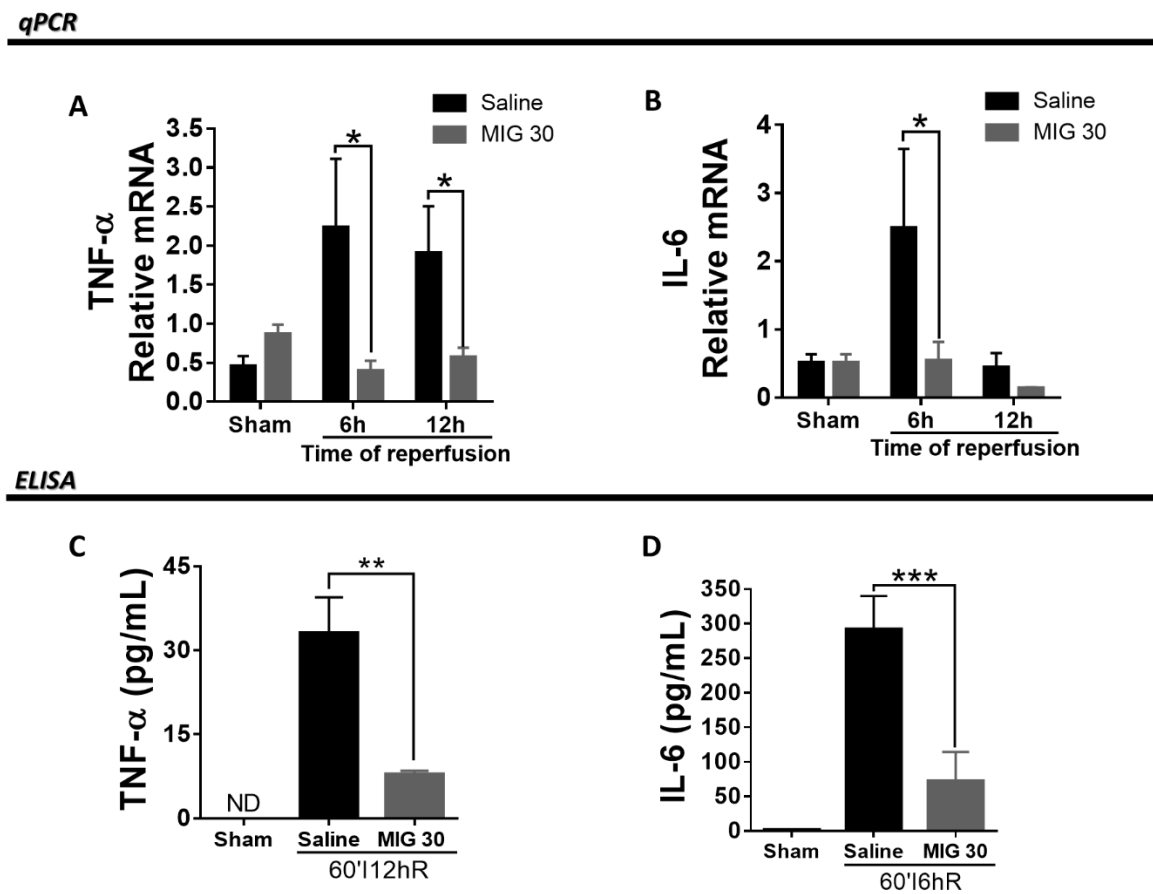 qPCR
A
Saline
MIG 30
TNF-α
Relative mRNA
3.5
3.0
2.5
2.0
1.5
1.0
0.5
0.0
*
*
Sham
6h
12h
Time of reperfusion
B
Saline
MIG 30
IL-6
Relative mRNA
4
3
2
1
0
*
Sham
6h
12h
Time of reperfusion
ELISA
C
TNF-α (pg/mL)
45
30
15
0
**
ND
Sham
Saline
MIG 30
60'I12hR
D
IL-6 (pg/mL)
350
300
250
200
150
100
50
0
***
Sham
Saline
MIG 30
60'I6hR